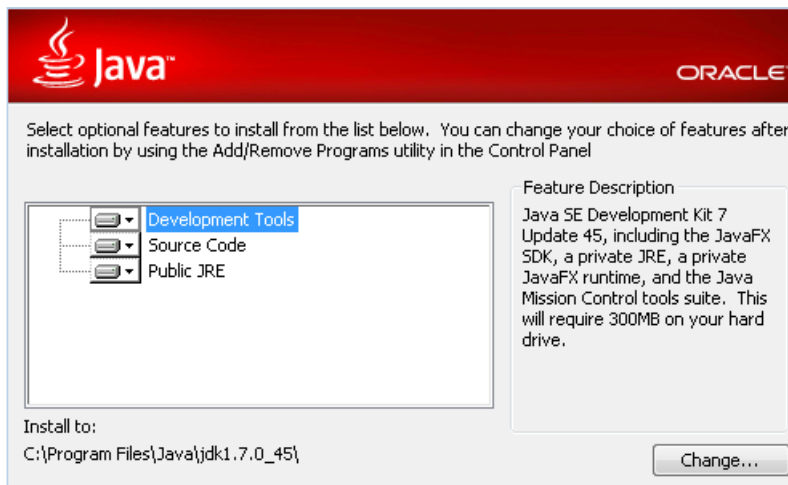 Java™
ORACLE
Select optional features to install from the list below. You can change your choice of features after
installation by using the Add/Remove Programs utility in the Control Panel
Development Tools
Source Code
Public JRE
Feature Description
Java SE Development Kit 7
Update 45, including the JavaFX
SDK, a private JRE, a private
JavaFX runtime, and the Java
Mission Control tools suite. This
will require 300MB on your hard
drive.
Install to:
C:\Program Files\Java\jdk1.7.0_45\
Change...